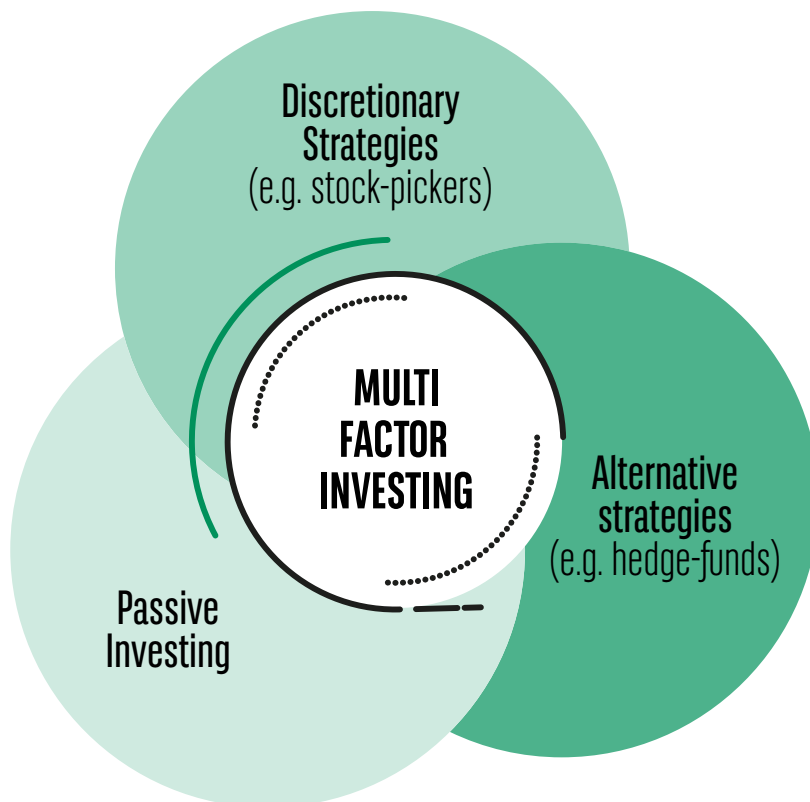 Discretionary
Strategies
(e.g. stock-pickers)
MULTI
FACTOR
INVESTING
Alternative
strategies
(e.g. hedge-funds)
Passive
Investing